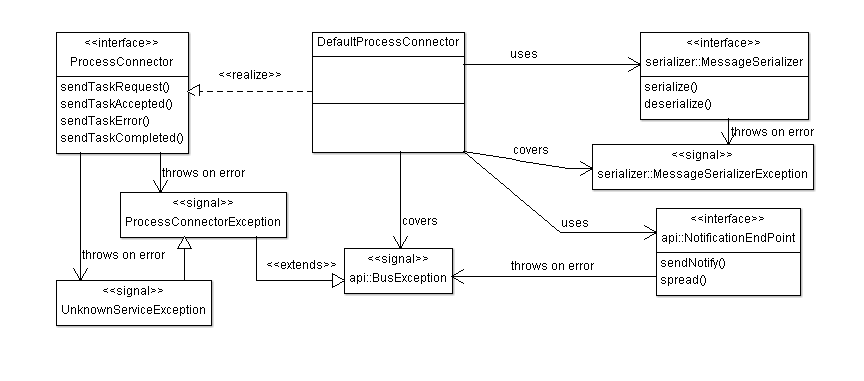 <<interface>>
ProcessConnector
sendTaskRequest()
sendTaskAccepted()
sendTaskError()
sendTaskCompleted()
<<realize>>
DefaultProcessConnector
uses
<<interface>>
serializer::MessageSerializer
serialize()
deserialize()
throws on error
covers
<<signal>>
serializer::MessageSerializerException
throws on error
<<signal>>
ProcessConnectorException
covers
uses
<<interface>>
api::NotificationEndPoint
sendNotify()
spread()
throws on error
<<extends>>
<<signal>>
api::BusException
throws on error
<<signal>>
UnknownServiceException